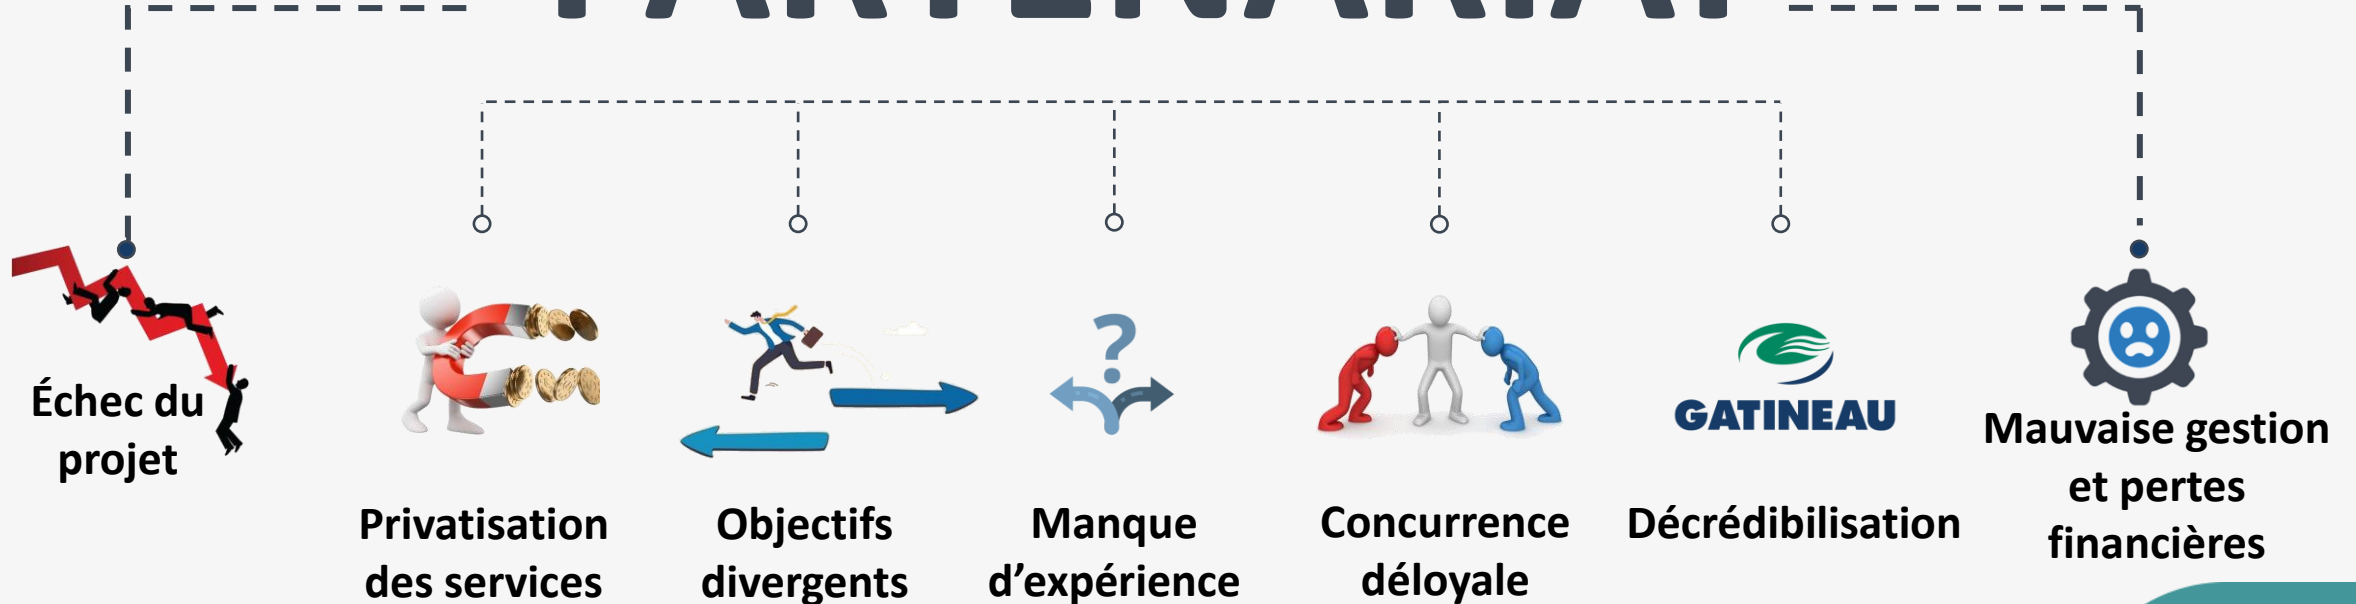 PARTENARIAT
Échec du
projet
Privatisation
des services
Objectifs
divergents
?
Manque
d’expérience
Concurrence
déloyale
GATINEAU
Décrédibilisation
Mauvaise gestion
et pertes
financières